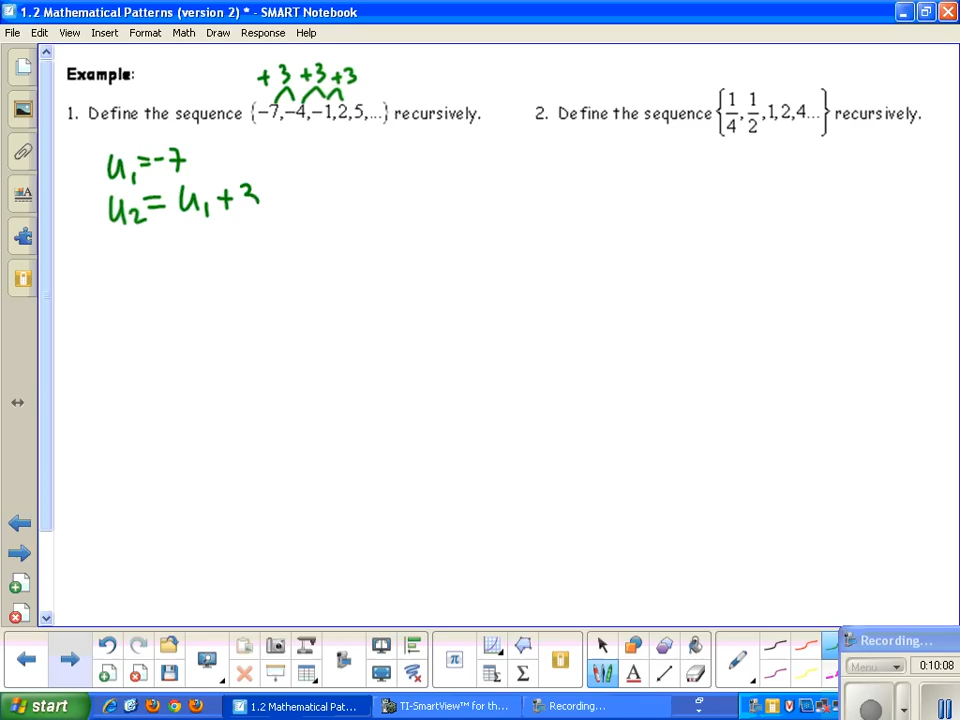 1.2 Mathematical Patterns (version 2) * - SMART Notebook
File Edit View Insert Format Math Draw Response Help
Example:
+3 +3 +3
1. Define the sequence {−7,−4,−1,2,5,...} recursively.
2. Define the sequence {1/4, 1/2, 1, 2, 4...} recursively.
u₁=-7
u₂= u₁+3
Recording...
Menu
0:10:08
start
1.2 Mathematical Pat...
TI-SmartView™ for th...
Recording...